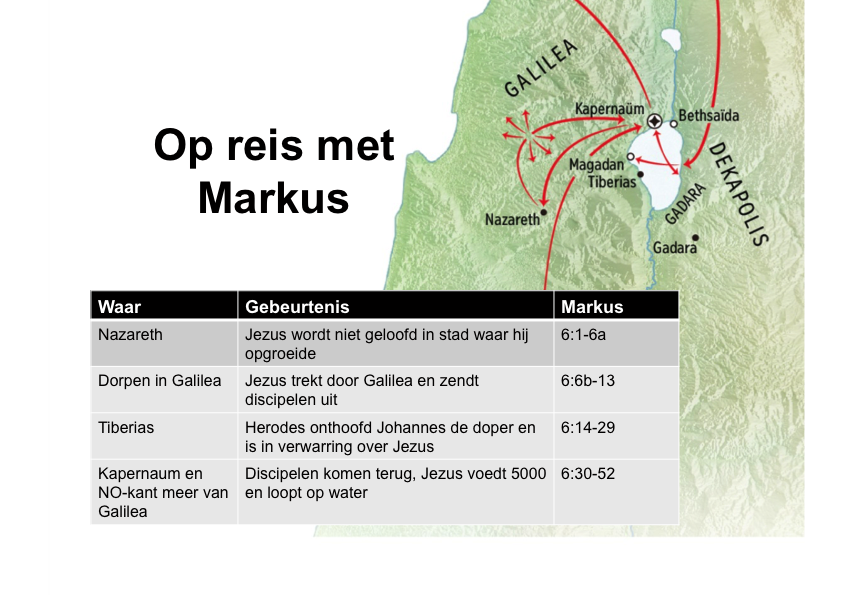 GALILEA
Kapernaüm
Bethsaïda
Op reis met
Markus
Magadan
Tiberias
DEKAPOLIS
GADARA
Nazareth
Gadara
Waar Gebeurtenis Markus
Nazareth Jezus wordt niet geloofd in stad waar hij 6:1-6a
opgroeide
Dorpen in Galilea Jezus trekt door Galilea en zendt 6:6b-13
discipelen uit
Tiberias Herodes onthoofd Johannes de doper en 6:14-29
is in verwarring over Jezus
Kapernaum en Discipelen komen terug, Jezus voedt 5000 6:30-52
NO-kant meer van en loopt op water
Galilea